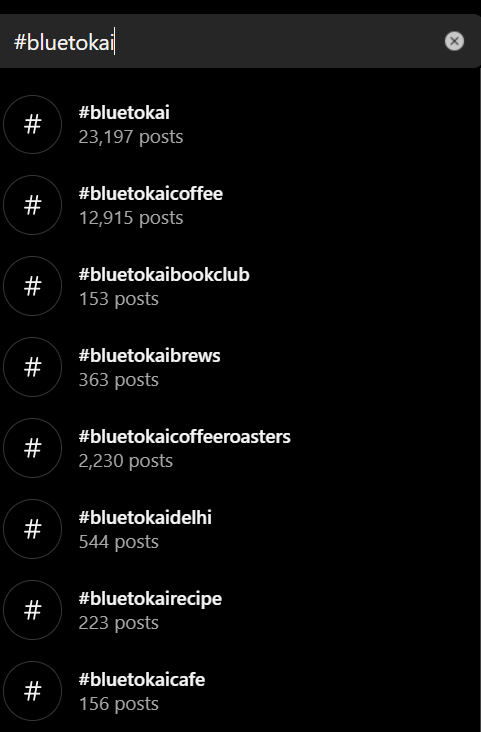 #bluetokai
#
#bluetokai
23,197 posts
#
#bluetokaicoffee
12,915 posts
#
#bluetokaibookclub
153 posts
#
#bluetokaibrews
363 posts
#
#bluetokaicoffeeroasters
2,230 posts
#
#bluetokaidelhi
544 posts
#
#bluetokairecipe
223 posts
#
#bluetokaicafe
156 posts